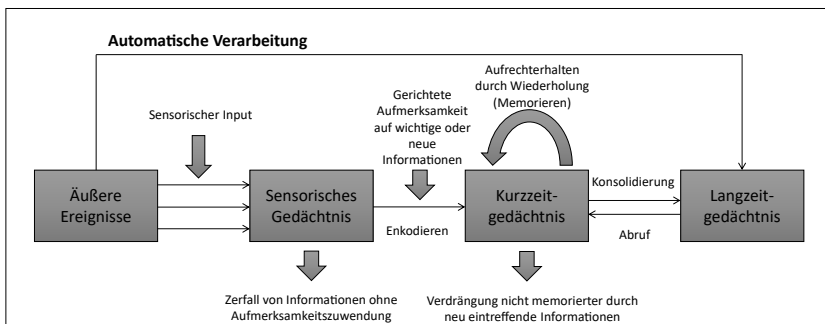 Automatische Verarbeitung
Sensorischer Input
Gerichtete
Aufmerksamkeit
auf wichtige oder
neue
Informationen
Aufrechterhalten
durch Wiederholung
(Memorieren)
Äußere
Ereignisse
Sensorisches
Gedächtnis
Enkodieren
Kurzzeit-
gedächtnis
Konsolidierung
Abruf
Langzeit-
gedächtnis
Zerfall von Informationen ohne
Aufmerksamkeitszuwendung
Verdrängung nicht memorierter durch
neu eintreffende Informationen